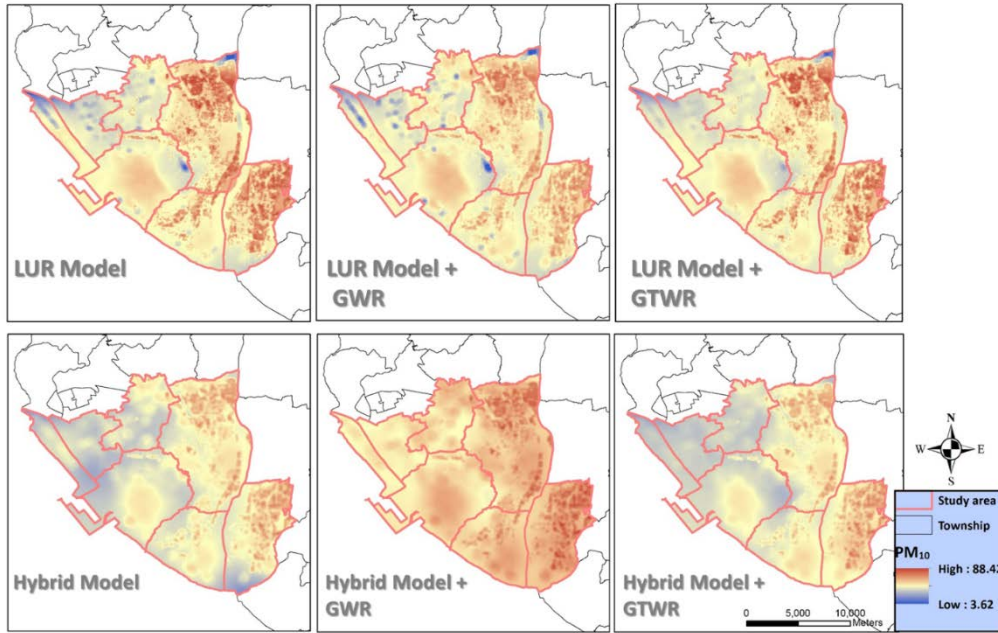 LUR Model
LUR Model +
GWR
LUR Model +
GTWR
Hybrid Model
Hybrid Model +
GWR
Hybrid Model +
GTWR
0 5,000 10,000
Meters
N
W E
S
Study area
Township
PM10
High : 88.42
Low : 3.62